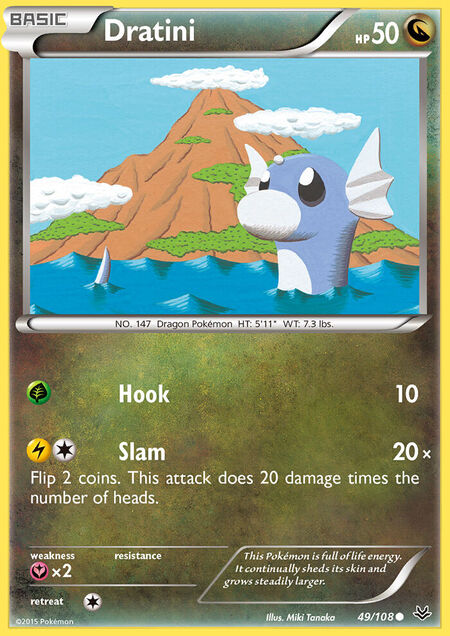 BASIC Dratini HP50
NO. 147 Dragon Pokémon HT: 5'11" WT: 7.3 lbs.
Hook 10
Slam 20×
Flip 2 coins. This attack does 20 damage times the
number of heads.
weakness resistance
×2
retreat
This Pokémon is full of life energy.
It continually sheds its skin and
grows steadily larger.
©2015 Pokémon Illus. Miki Tanaka 49/108